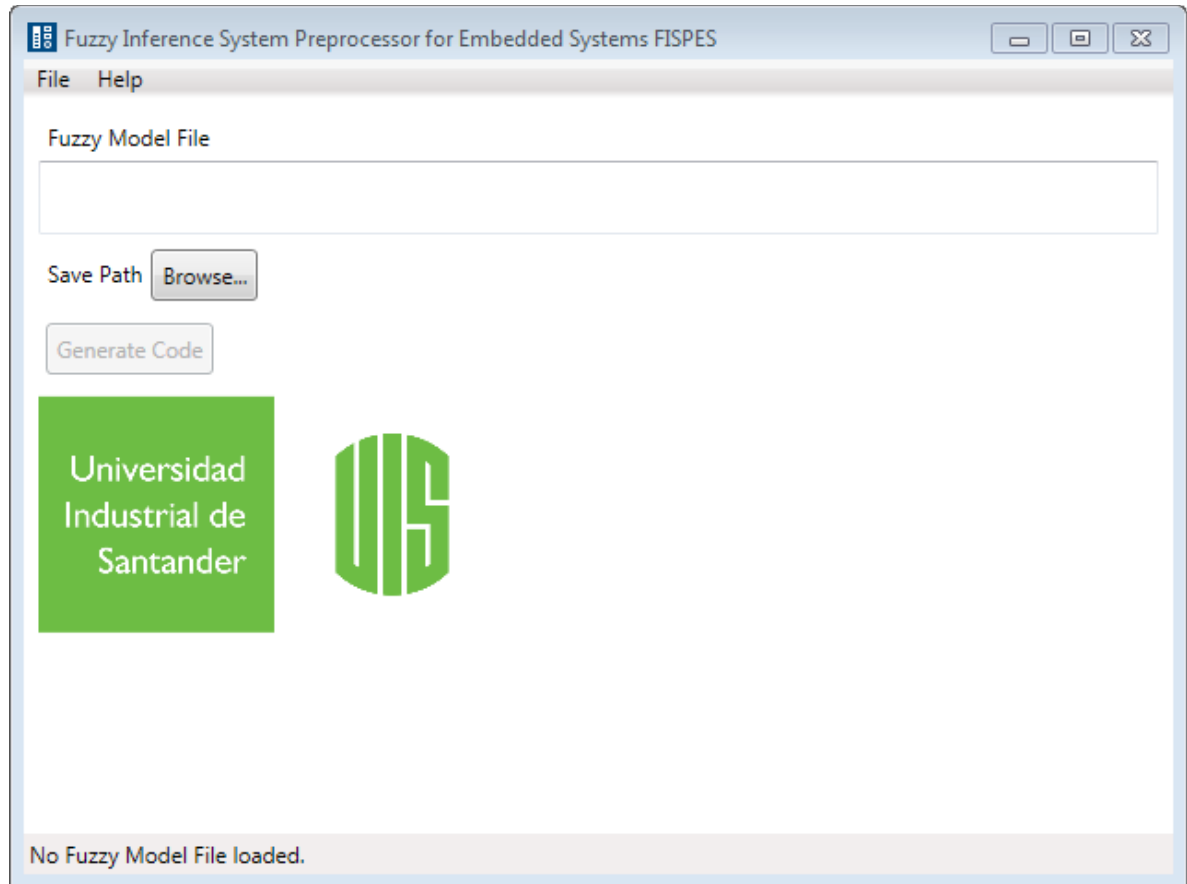 Fuzzy Inference System Preprocessor for Embedded Systems FISPES
File Help
Fuzzy Model File
Save Path Browse...
Generate Code
Universidad
Industrial de
Santander
UIS
No Fuzzy Model File loaded.